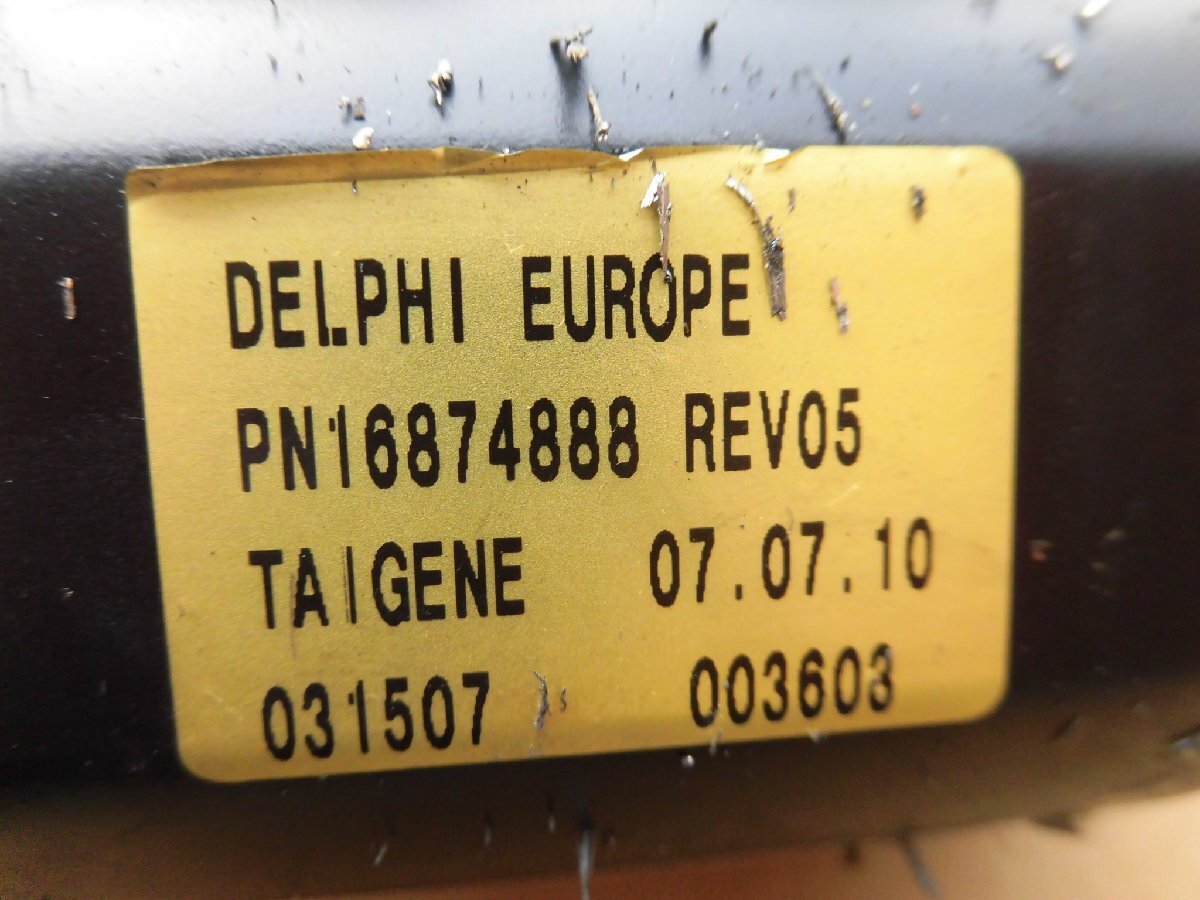 DELPHI EUROPE
PN16874888 REV05
TAIGENE 07.07.10
031507 003603